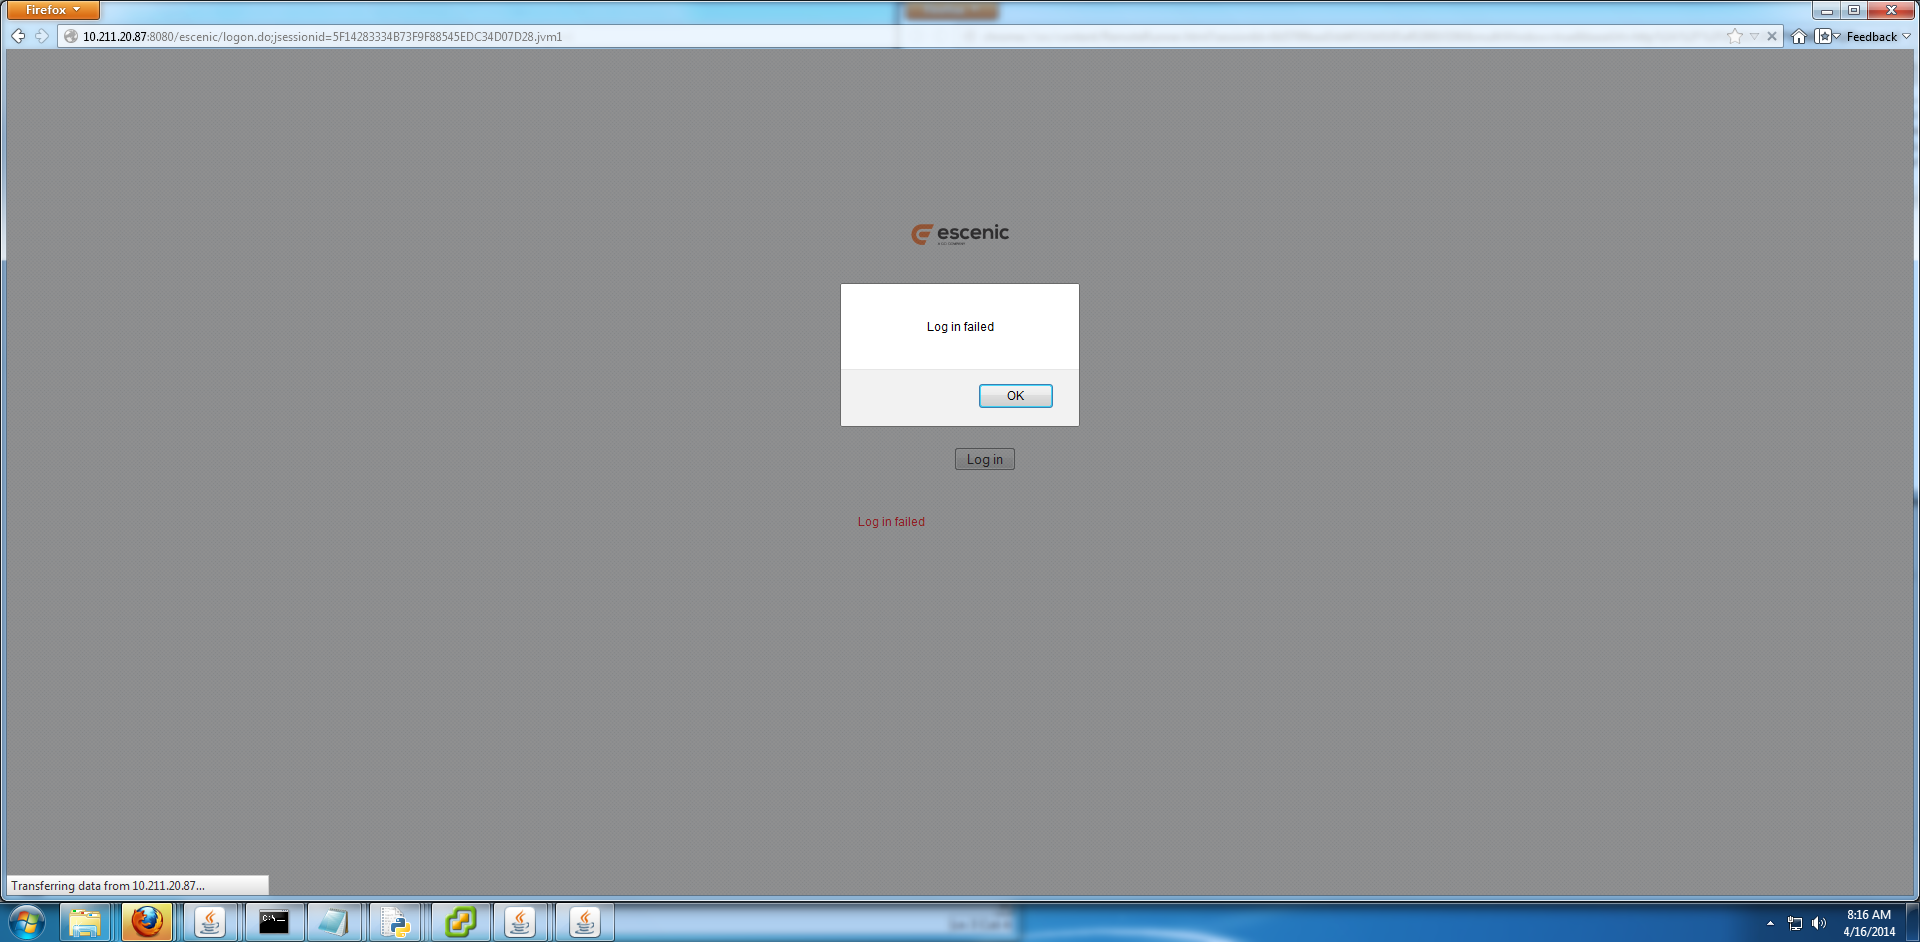 Firefox
10.211.20.87:8080/escenic/logon.do;jsessionid=5F14283334B73F9F88545EDC34D07D28.jvm1
Feedback
escenic
Log in failed
OK
Log in
Log in failed
Transferring data from 10.211.20.87...
C:\_
8:16 AM
4/16/2014